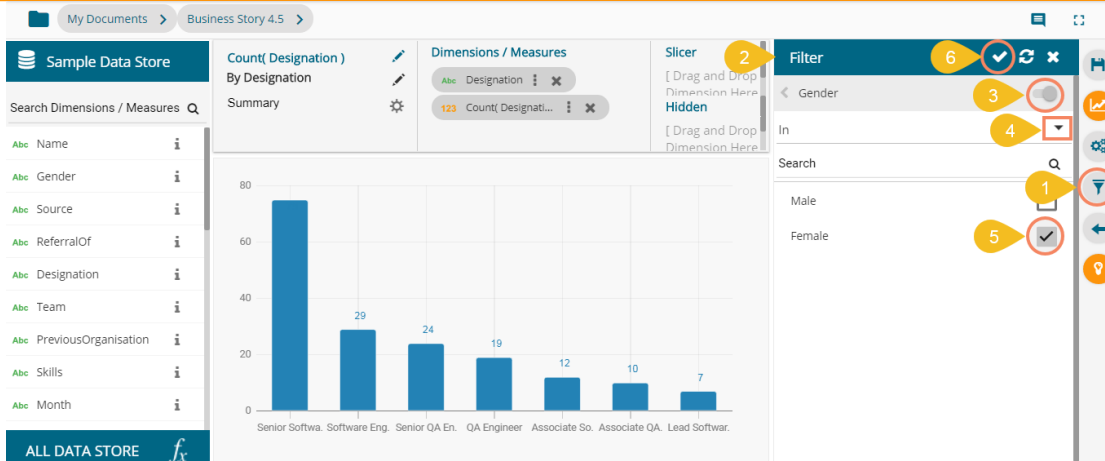 My Documents
Business Story 4.5
Sample Data Store
Search Dimensions / Measures
Abc Name
Abc Gender
Abc Source
Abc ReferralOf
Abc Designation
Abc Team
Abc PreviousOrganisation
Abc Skills
Abc Month
ALL DATA STORE fx
Count( Designation )
By Designation
Summary
Dimensions / Measures
Abc Designation
123 Count( Designati...
Slicer
[ Drag and Drop
Dimension Here
Hidden
[ Drag and Drop
Dimension Here
80
60
40
20
0
29
24
19
12
10
7
Senior Softwa. Software Eng. Senior QA En. QA Engineer Associate So. Associate QA. Lead Softwar.
2
Filter
6
Gender
3
In
4
Search
1
Male
Female
5